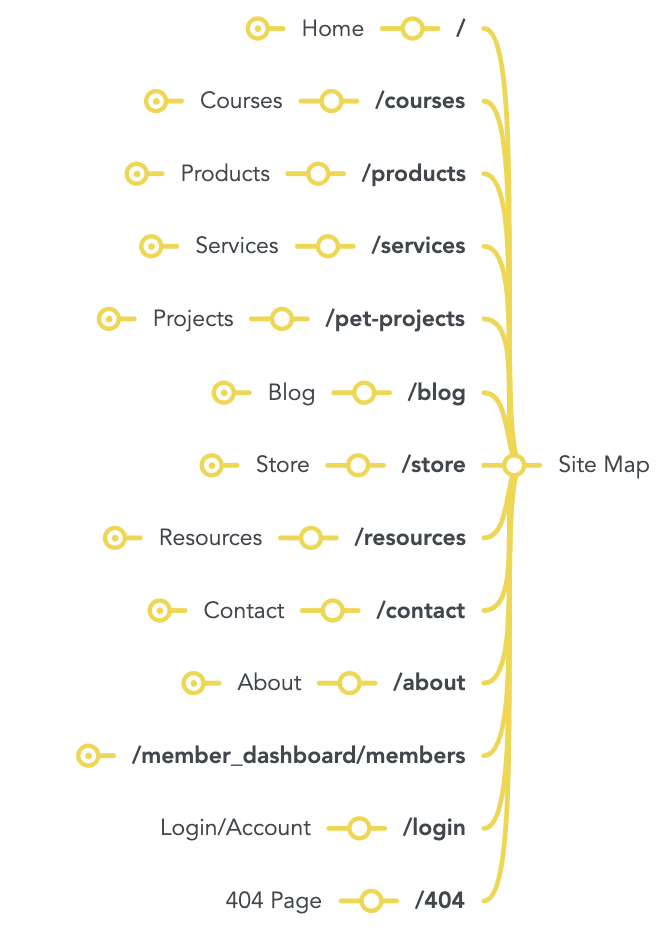 Home /
Courses /courses
Products /products
Services /services
Projects /pet-projects
Blog /blog
Store /store Site Map
Resources /resources
Contact /contact
About /about
/member_dashboard/members
Login/Account /login
404 Page /404